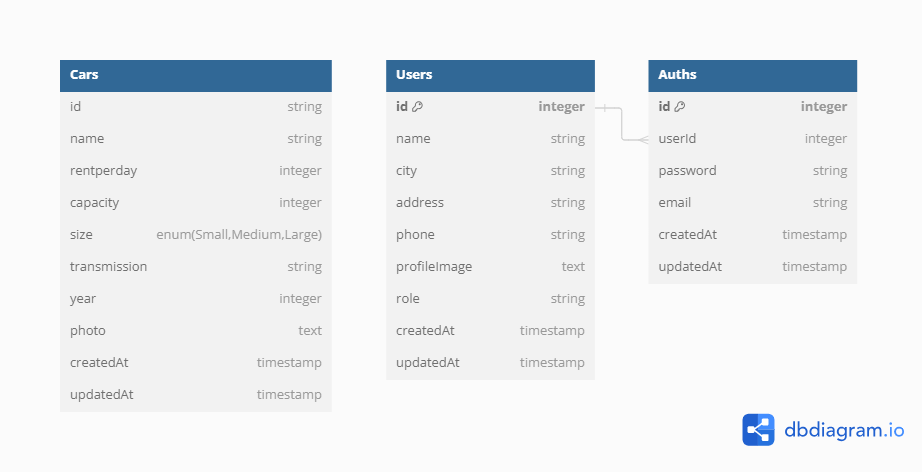 Cars
id string
name string
rentperday integer
capacity integer
size enum(Small,Medium,Large)
transmission string
year integer
photo text
createdAt timestamp
updatedAt timestamp
Users
id integer
name string
city string
address string
phone string
profileImage text
role string
createdAt timestamp
updatedAt timestamp
Auths
id integer
userId integer
password string
email string
createdAt timestamp
updatedAt timestamp
dbdiagram.io